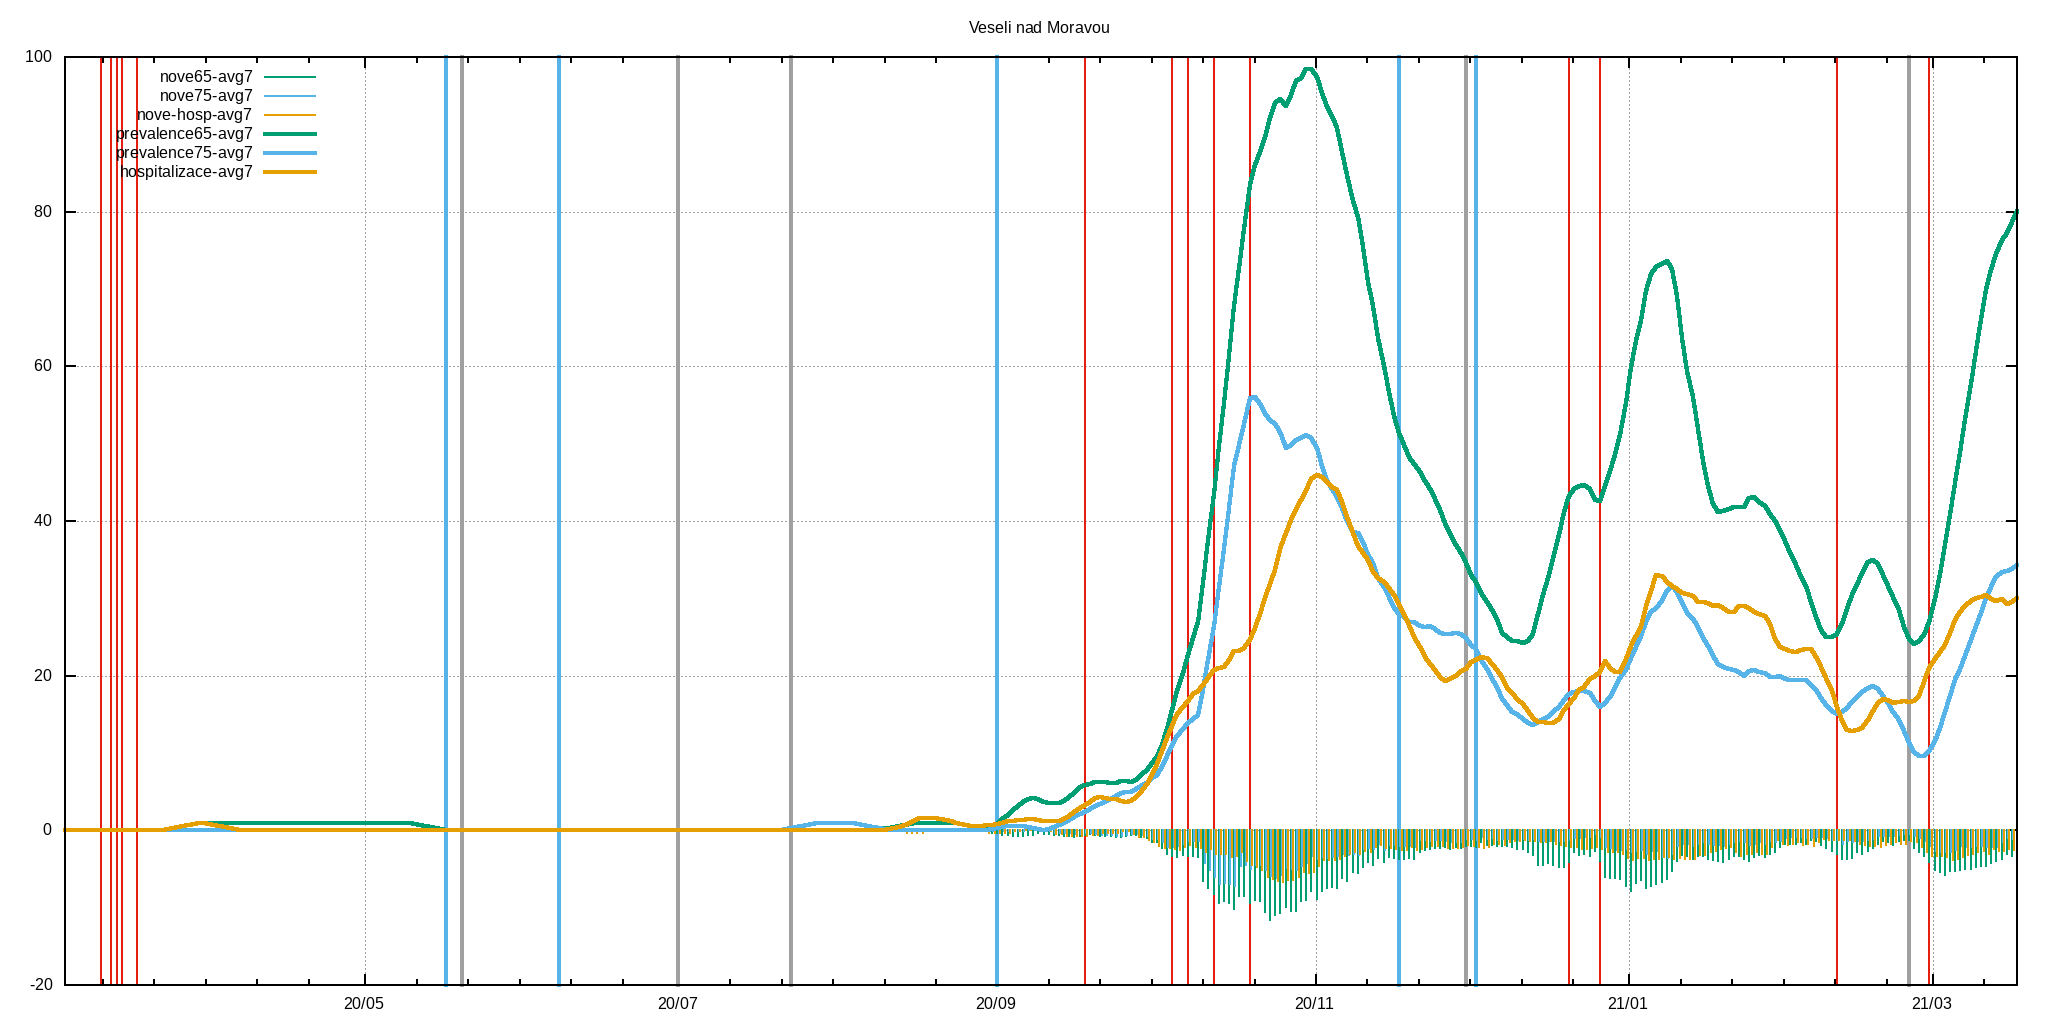 Veseli nad Moravou
100
80
60
40
20
0
-20
nove65-avg7
nove75-avg7
nove-hosp-avg7
prevalence65-avg7
prevalence75-avg7
hospitalizace-avg7
20/05
20/07
20/09
20/11
21/01
21/03